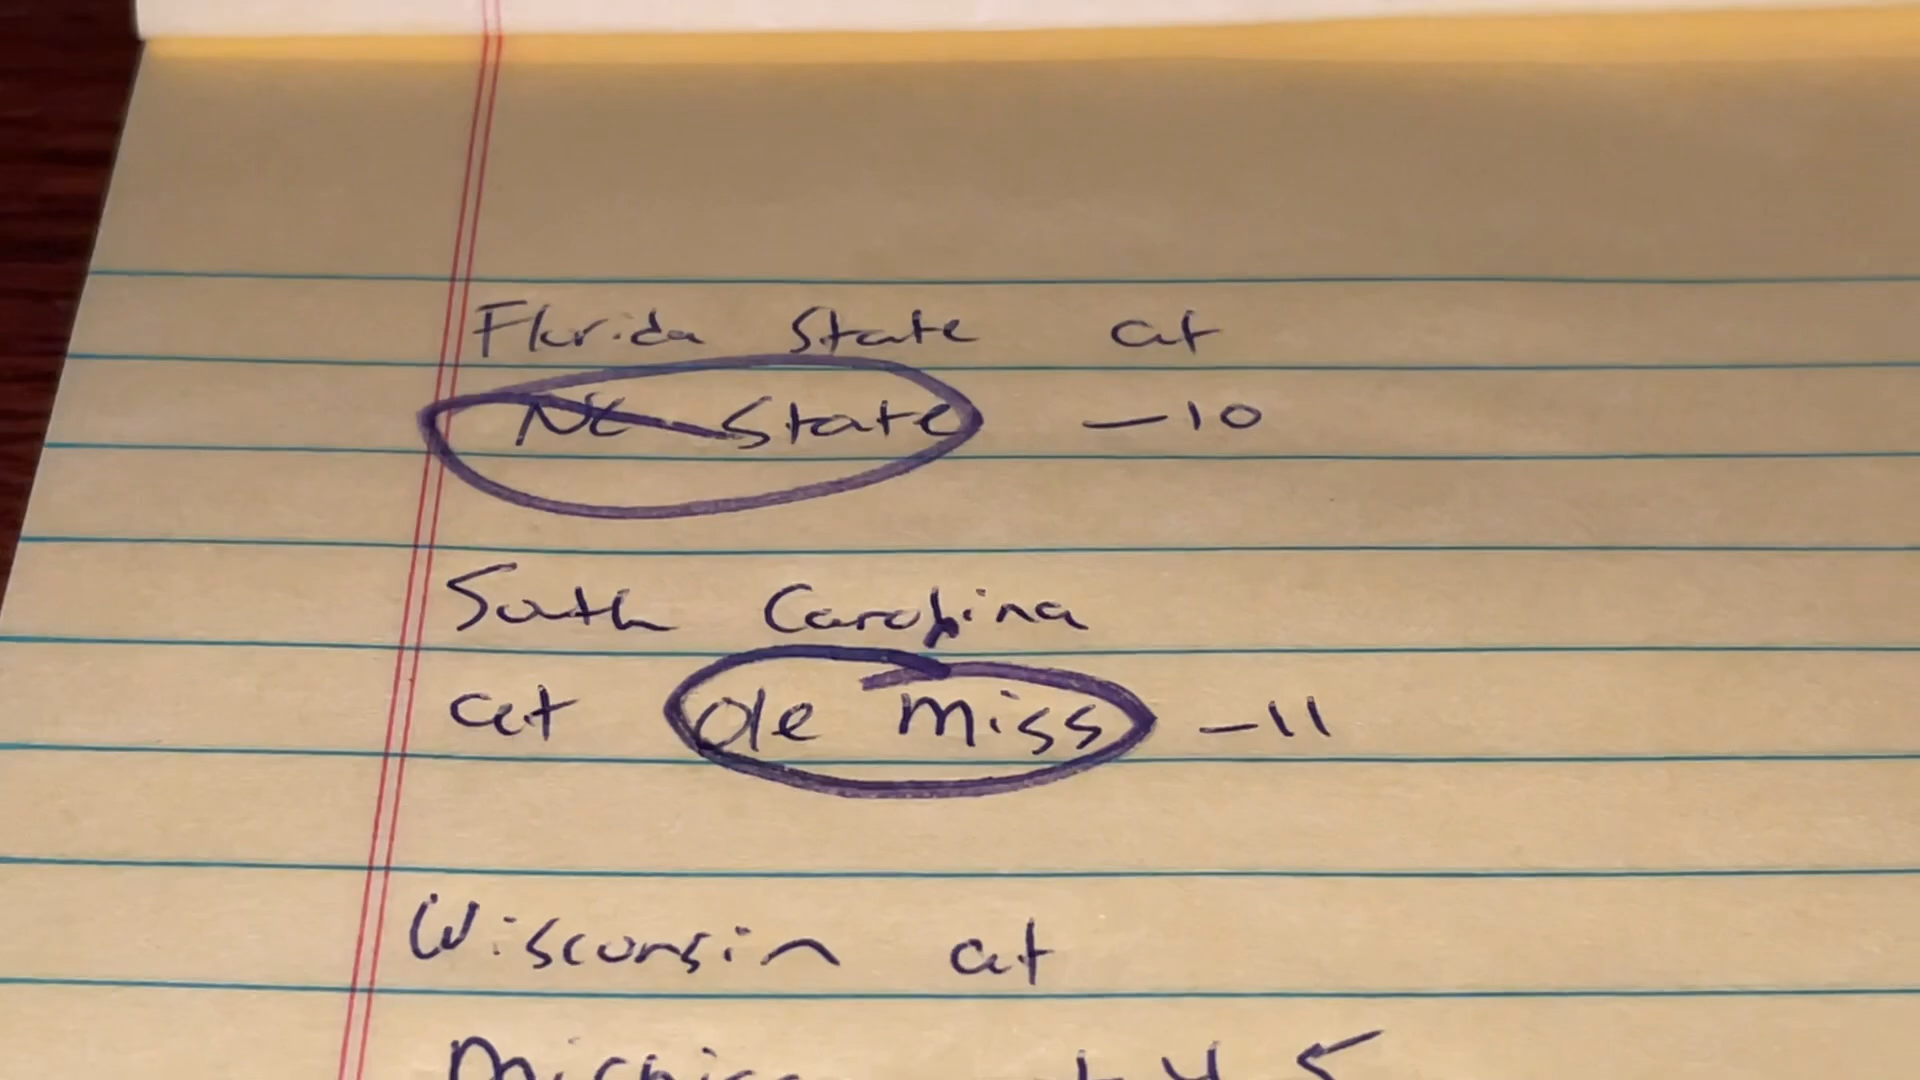 Florida State at
NC State -10
South Carolina
at ole miss -11
Wisconsin at